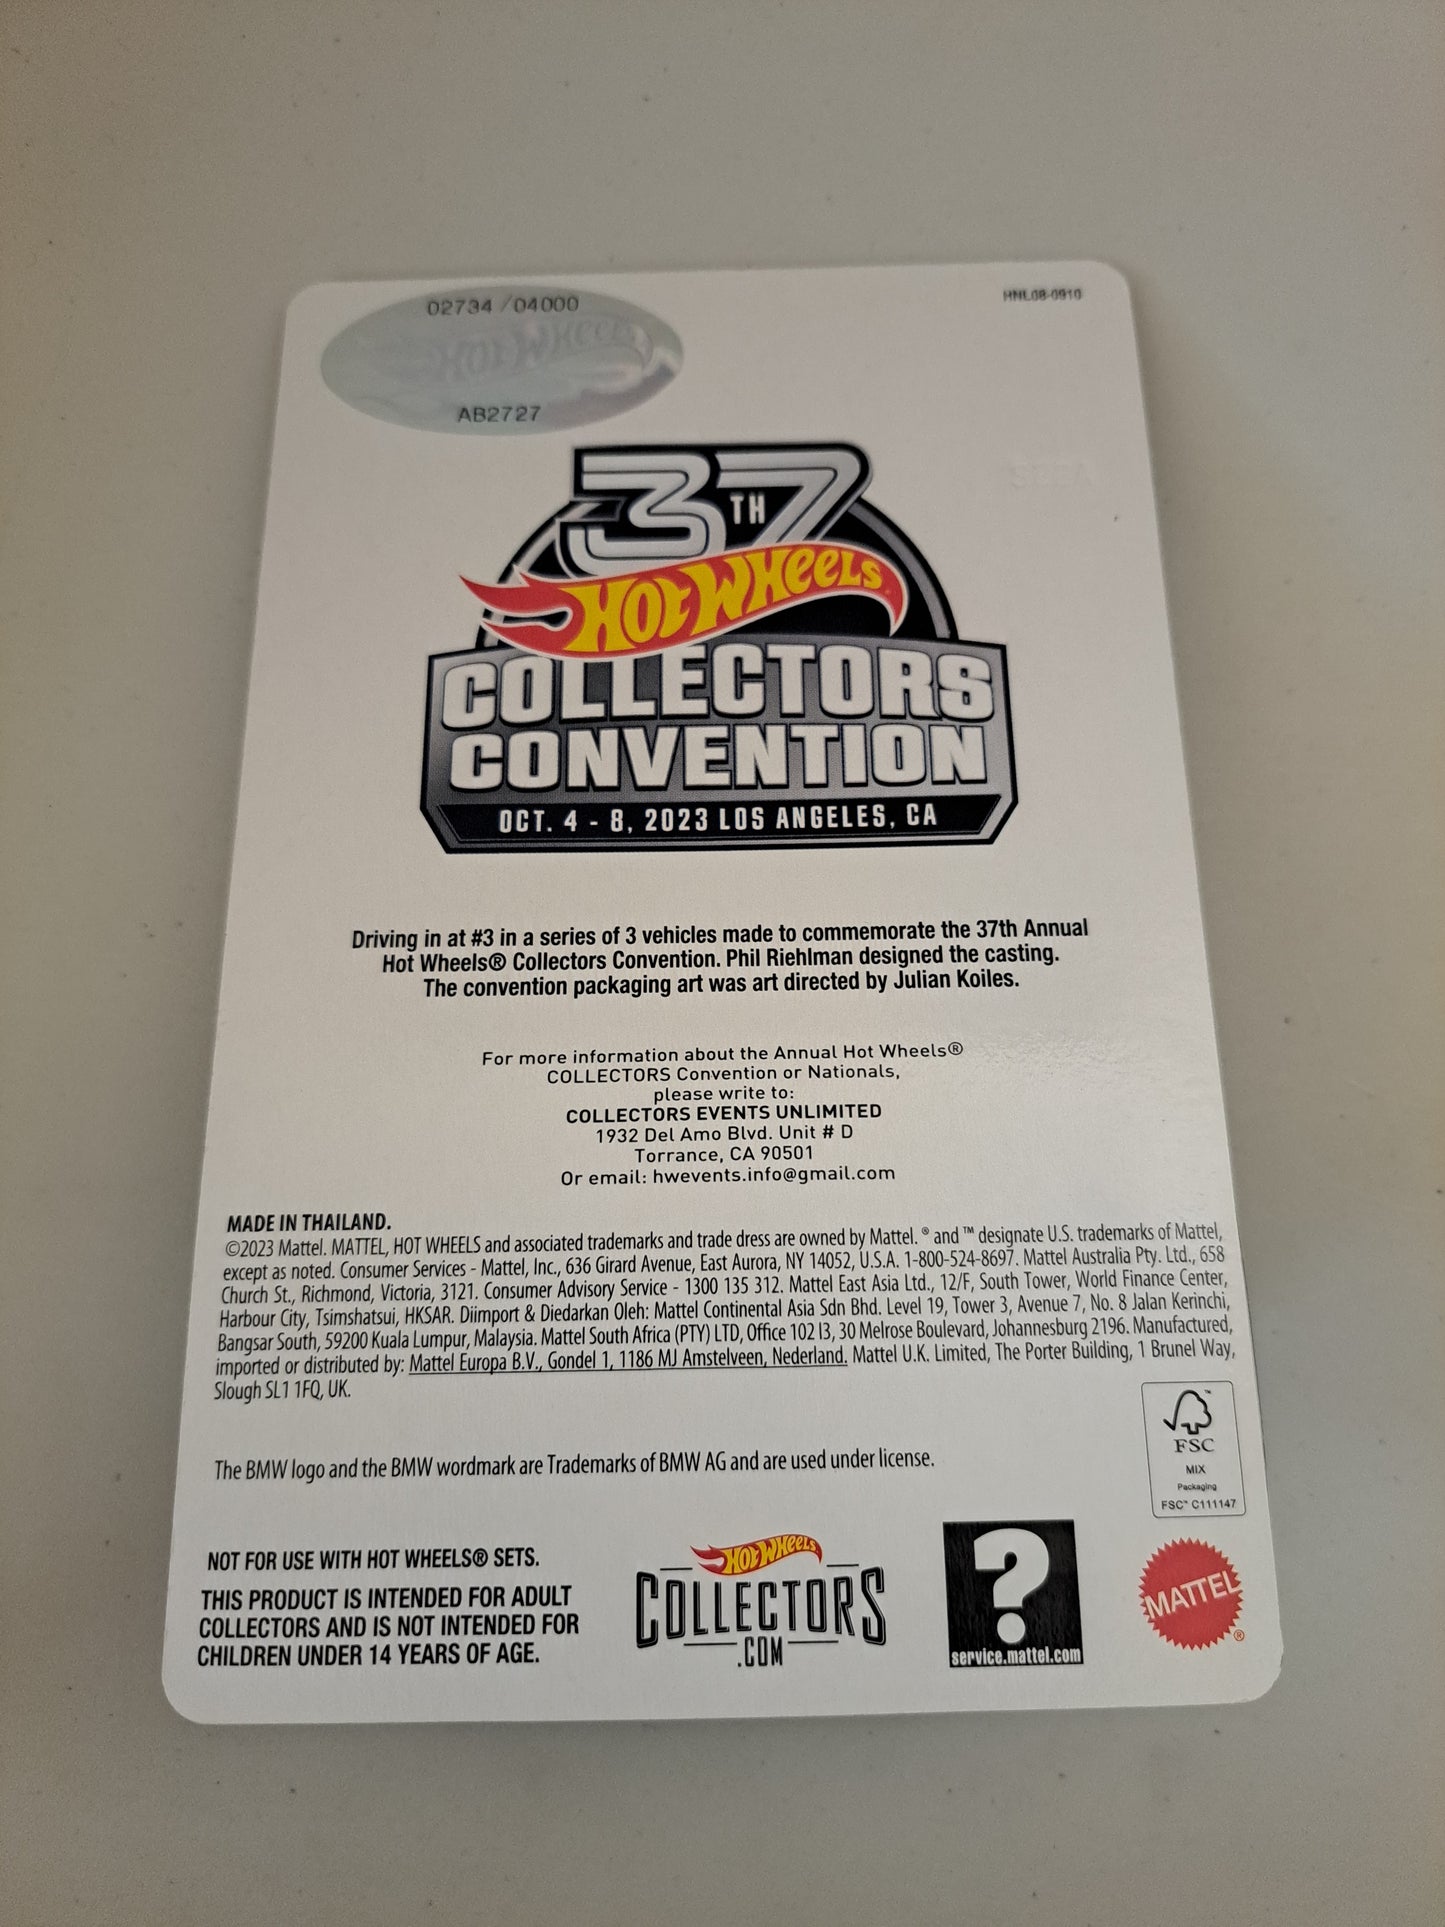 02734/04000
HNL08-0910
HOT WHEELS
AB2727
37TH
HOT WHEELS
COLLECTORS
CONVENTION
OCT. 4 - 8, 2023 LOS ANGELES, CA
Driving in at #3 in a series of 3 vehicles made to commemorate the 37th Annual
Hot Wheels® Collectors Convention. Phil Riehlman designed the casting.
The convention packaging art was art directed by Julian Koiles.
For more information about the Annual Hot Wheels®
COLLECTORS Convention or Nationals,
please write to:
COLLECTORS EVENTS UNLIMITED
1932 Del Amo Blvd. Unit # D
Torrance, CA 90501
Or email: hwevents.info@gmail.com
MADE IN THAILAND.
©2023 Mattel. MATTEL, HOT WHEELS and associated trademarks and trade dress are owned by Mattel. ® and ™ designate U.S. trademarks of Mattel,
except as noted. Consumer Services - Mattel, Inc., 636 Girard Avenue, East Aurora, NY 14052, U.S.A. 1-800-524-8697. Mattel Australia Pty. Ltd., 658
Church St., Richmond, Victoria, 3121. Consumer Advisory Service - 1300 135 312. Mattel East Asia Ltd., 12/F, South Tower, World Finance Center,
Harbour City, Tsimshatsui, HKSAR. Diimport & Diedarkan Oleh: Mattel Continental Asia Sdn Bhd. Level 19, Tower 3, Avenue 7, No. 8 Jalan Kerinchi,
Bangsar South, 59200 Kuala Lumpur, Malaysia. Mattel South Africa (PTY) LTD, Office 102 I3, 30 Melrose Boulevard, Johannesburg 2196. Manufactured,
imported or distributed by: Mattel Europa B.V., Gondel 1, 1186 MJ Amstelveen, Nederland. Mattel U.K. Limited, The Porter Building, 1 Brunel Way,
Slough SL1 1FQ, UK.
The BMW logo and the BMW wordmark are Trademarks of BMW AG and are used under license.
FSC
MIX
Packaging
FSC™ C111147
NOT FOR USE WITH HOT WHEELS® SETS.
THIS PRODUCT IS INTENDED FOR ADULT
COLLECTORS AND IS NOT INTENDED FOR
CHILDREN UNDER 14 YEARS OF AGE.
HOT WHEELS
COLLECTORS
.COM
?
service.mattel.com
MATTEL®